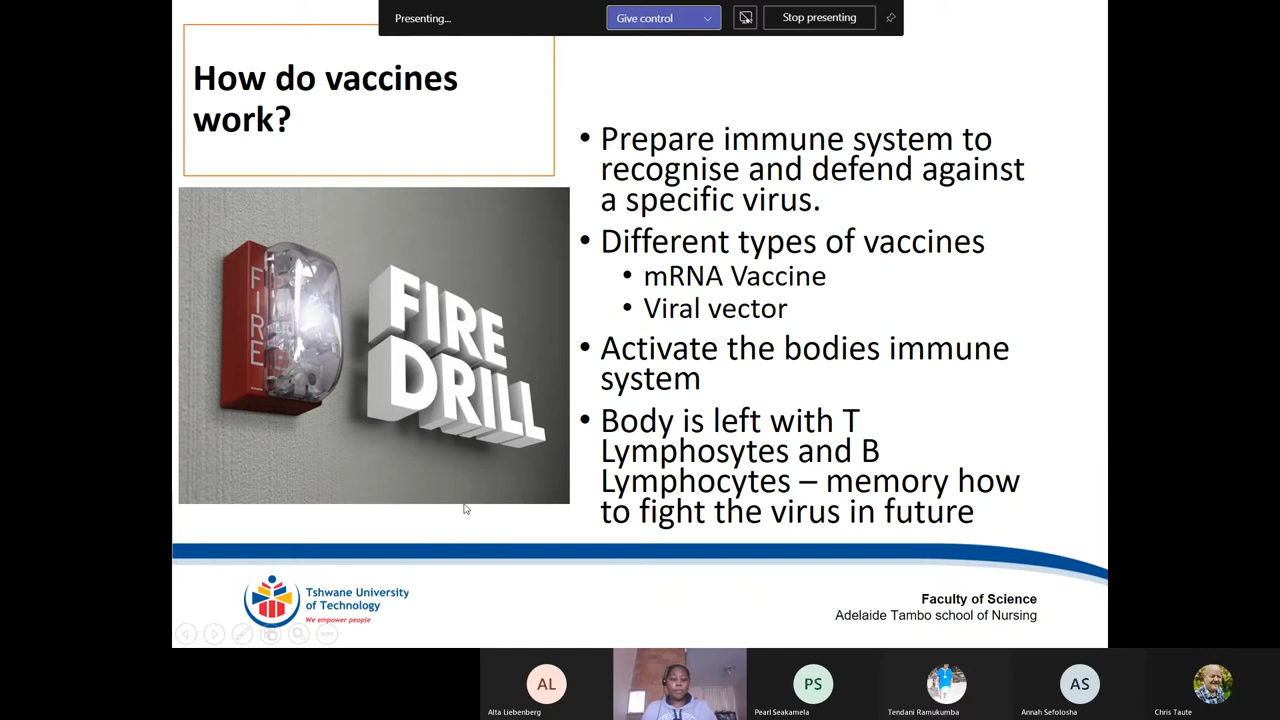 Presenting...
Give control
Stop presenting
How do vaccines
work?
FIRE
FIRE
DRILL
• Prepare immune system to
recognise and defend against
a specific virus.
• Different types of vaccines
• mRNA Vaccine
• Viral vector
• Activate the bodies immune
system
• Body is left with T
Lymphosytes and B
Lymphocytes – memory how
to fight the virus in future
Tshwane University
of Technology
We empower people
Faculty of Science
Adelaide Tambo school of Nursing
AL
Alta Liebenberg
PS
Pearl Seakamela
Tendani Ramukumba
AS
Annah Sefolosha
Chris Taute